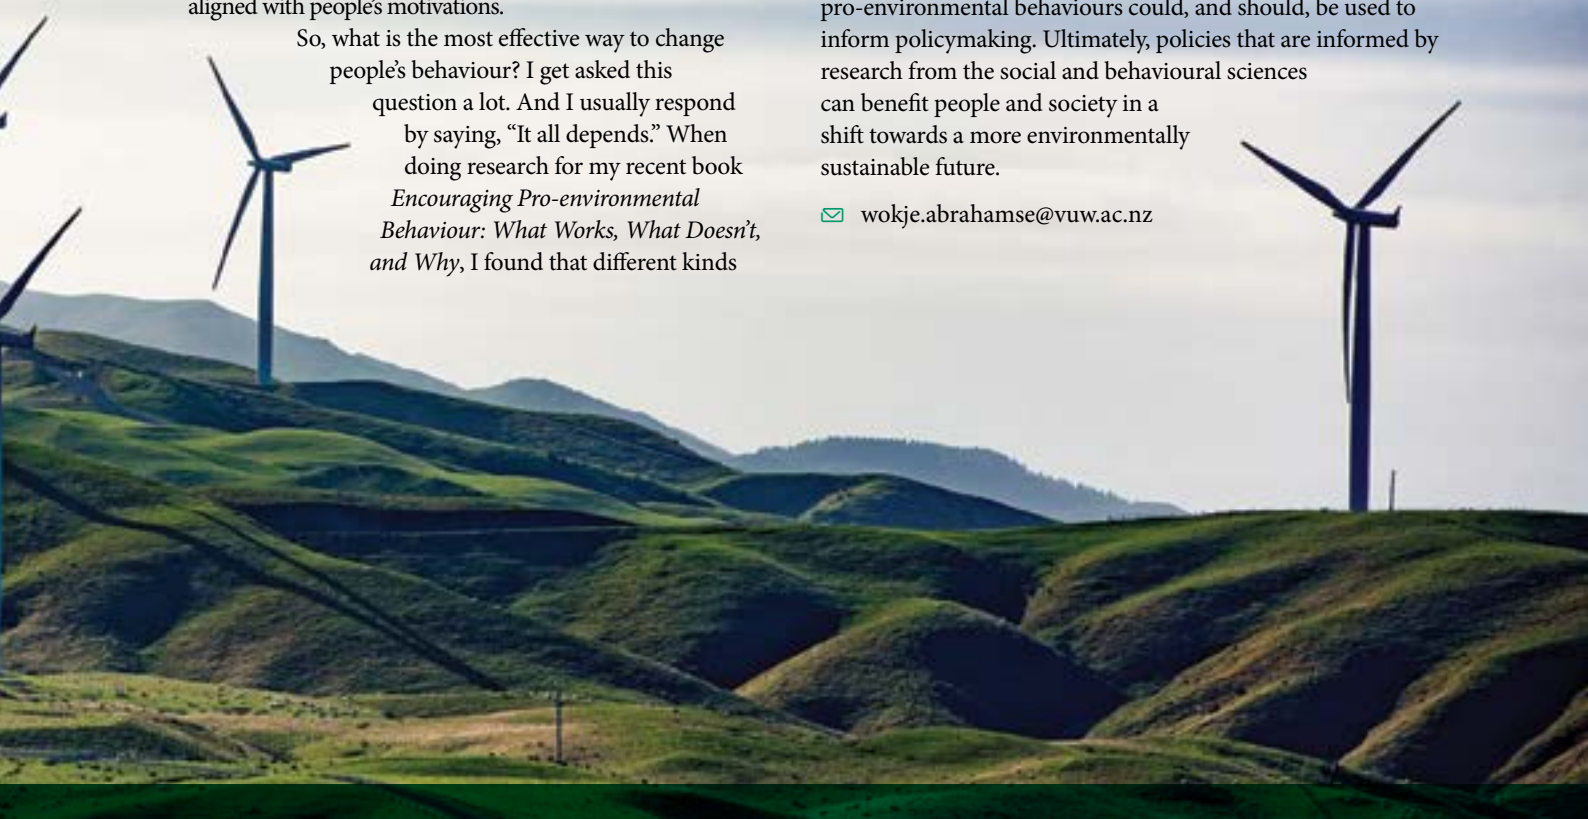 aligned with people's motivations.
So, what is the most effective way to change
people's behaviour? I get asked this
question a lot. And I usually respond
by saying, “It all depends.” When
doing research for my recent book
Encouraging Pro-environmental
Behaviour: What Works, What Doesn't,
and Why, I found that different kinds
pro-environmental behaviours could, and should, be used to
inform policymaking. Ultimately, policies that are informed by
research from the social and behavioural sciences
can benefit people and society in a
shift towards a more environmentally
sustainable future.
wokje.abrahamse@vuw.ac.nz